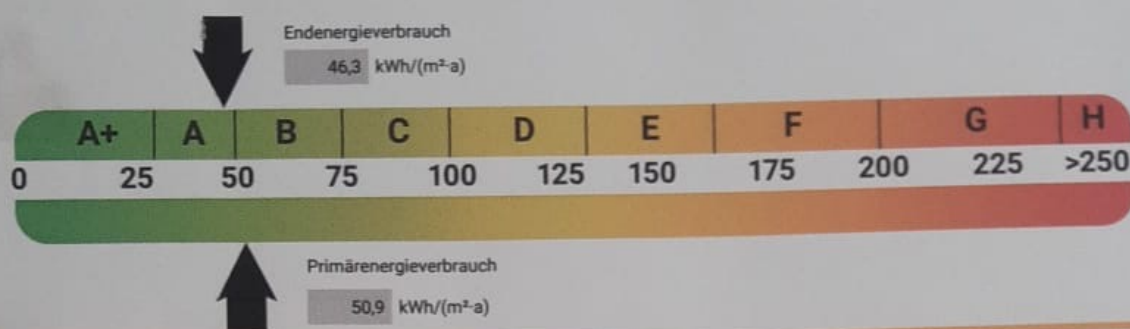 Endenergieverbrauch
46,3 kWh/(m²·a)
A+ A B C D E F G H
0 25 50 75 100 125 150 175 200 225 >250
Primärenergieverbrauch
50,9 kWh/(m²·a)